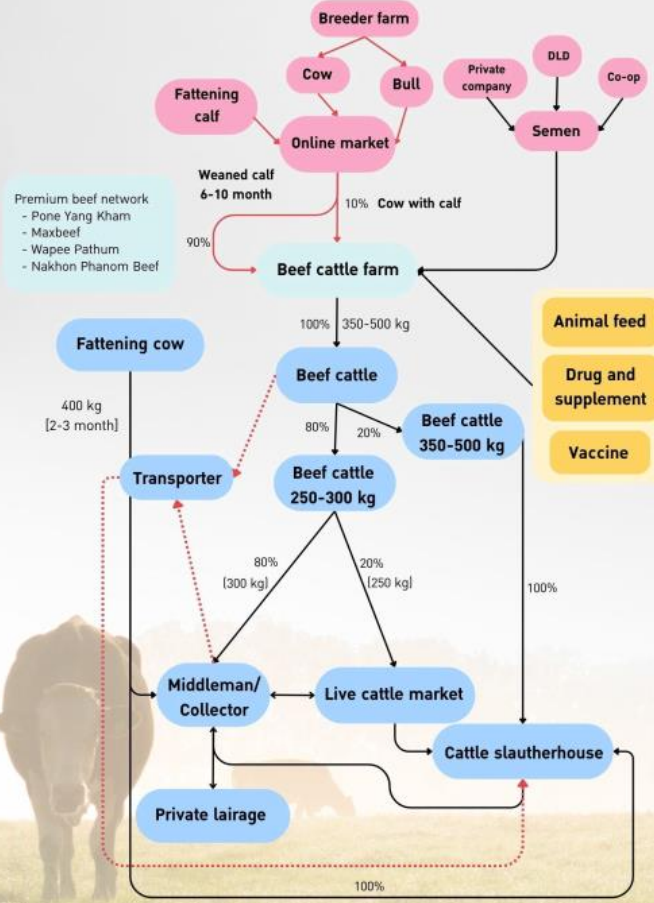 Breeder farm
Cow
Bull
Fattening
calf
Online market
Private
company
DLD
Co-op
Semen
Weaned calf
6-10 month
10%
Cow with calf
90%
Premium beef network
- Pone Yang Kham
- Maxbeef
- Wapee Pathum
- Nakhon Phanom Beef
Beef cattle farm
100%
350-500 kg
Animal feed
Drug and
supplement
Vaccine
Fattening cow
400 kg
[2-3 month]
Beef cattle
80%
20%
Beef cattle
350-500 kg
Transporter
Beef cattle
250-300 kg
80%
(300 kg)
20%
(250 kg)
100%
Middleman/
Collector
Live cattle market
Cattle slautherhouse
Private lairage
100%